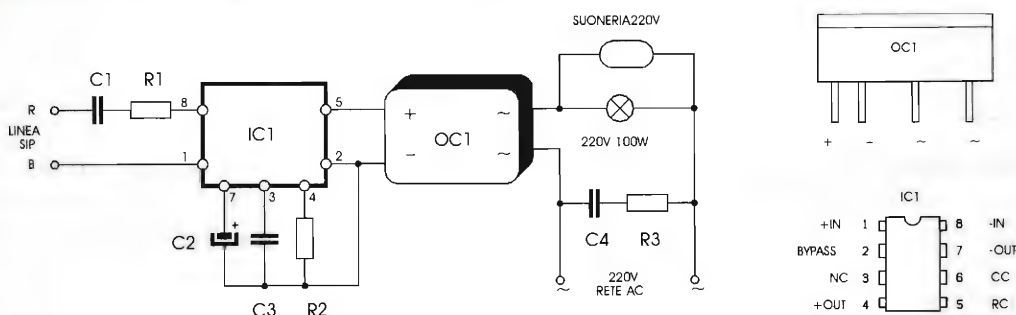 SUONERIA220V
C1
R1
R
LINEA
SIP
B
8
1
IC1
5
2
7
3
4
+
C2
C3
R2
+
−
OC1
~
~
220V 100W
C4
R3
220V
RETE AC
~
~
OC1
+
-
~
~
IC1
+IN 1
8 -IN
BYPASS 2
7 -OUT
NC 3
6 CC
+OUT 4
5 RC